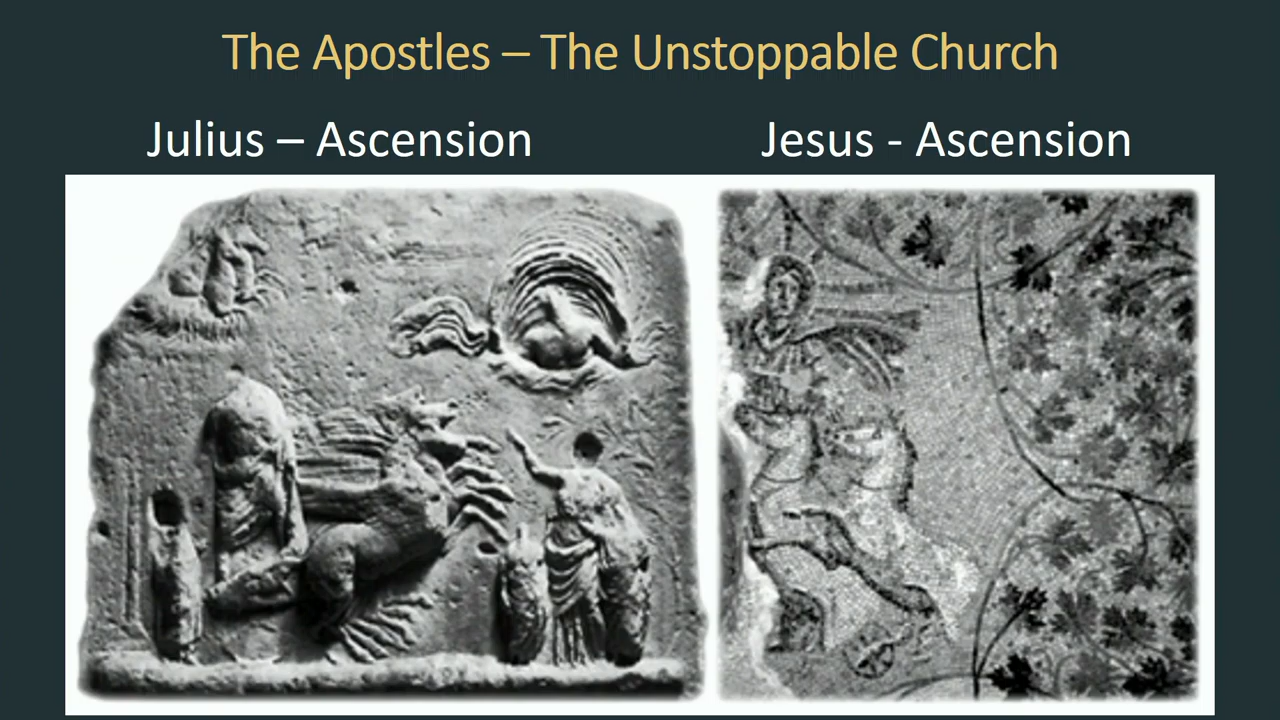 The Apostles – The Unstoppable Church
Julius – Ascension
Jesus - Ascension